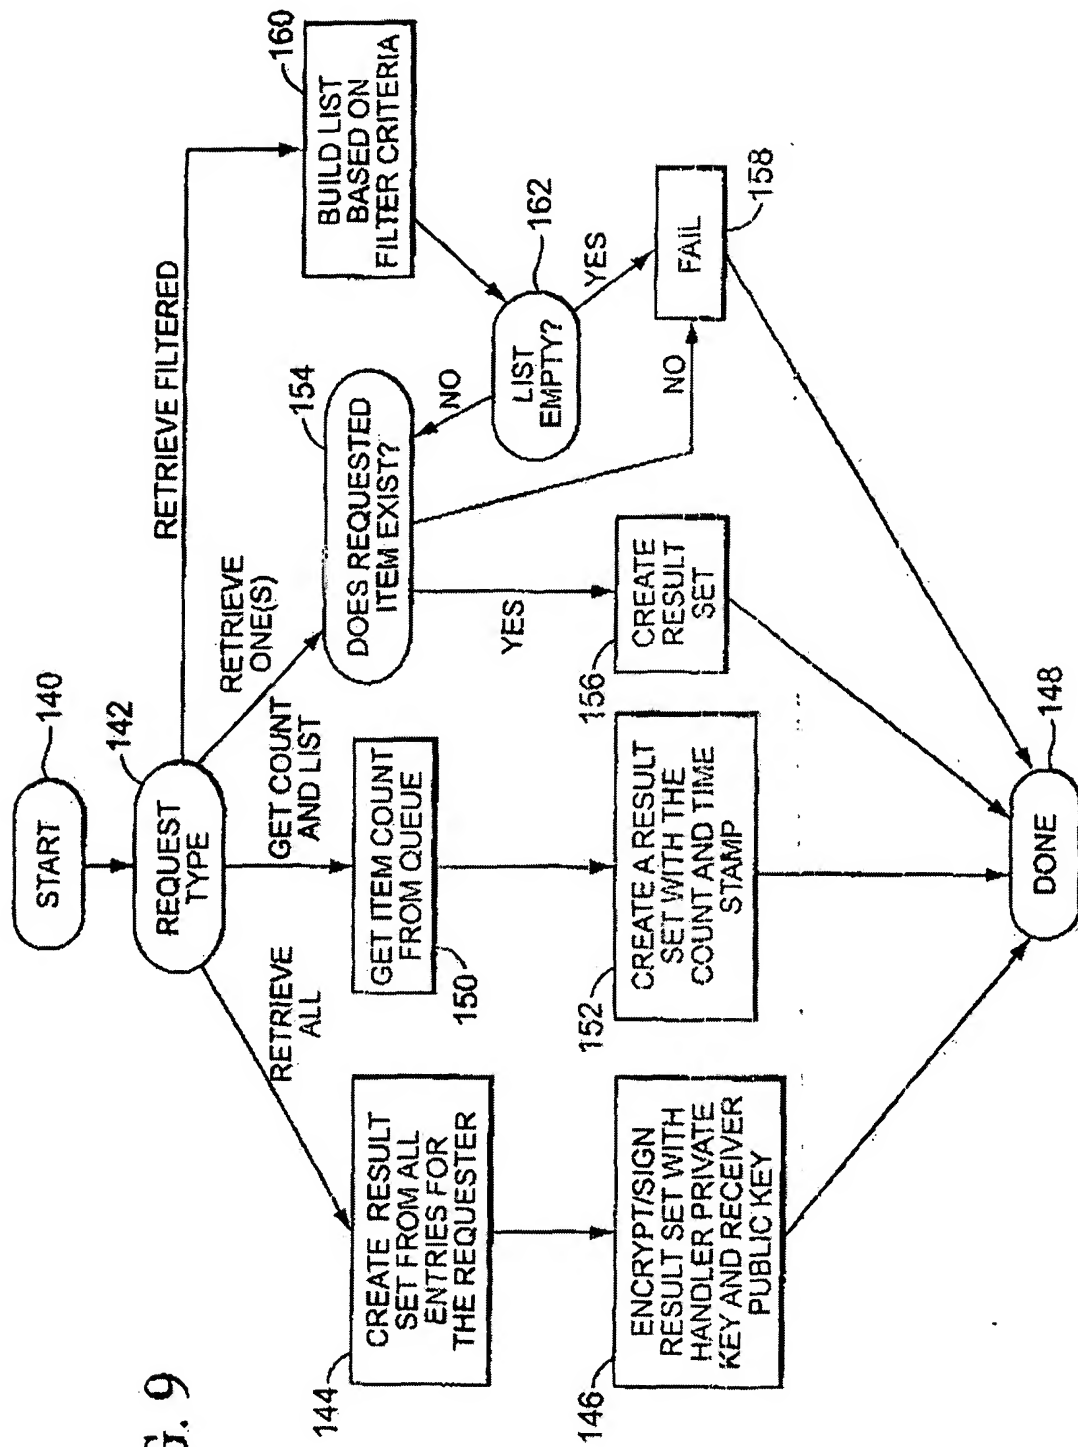 START
140
REQUEST
TYPE
142
RETRIEVE
ALL
GET COUNT
AND LIST
RETRIEVE
ONE(S)
RETRIEVE FILTERED
144
CREATE RESULT
SET FROM ALL
ENTRIES FOR
THE REQUESTER
GET ITEM COUNT
FROM QUEUE
150
DOES REQUESTED
ITEM EXIST?
154
BUILD LIST
BASED ON
FILTER CRITERIA
160
NO
LIST
EMPTY?
162
YES
YES
NO
146
ENCRYPT/SIGN
RESULT SET WITH
HANDLER PRIVATE
KEY AND RECEIVER
PUBLIC KEY
152
CREATE A RESULT
SET WITH THE
COUNT AND TIME
STAMP
156
CREATE
RESULT
SET
FAIL
158
DONE
148
G. 9